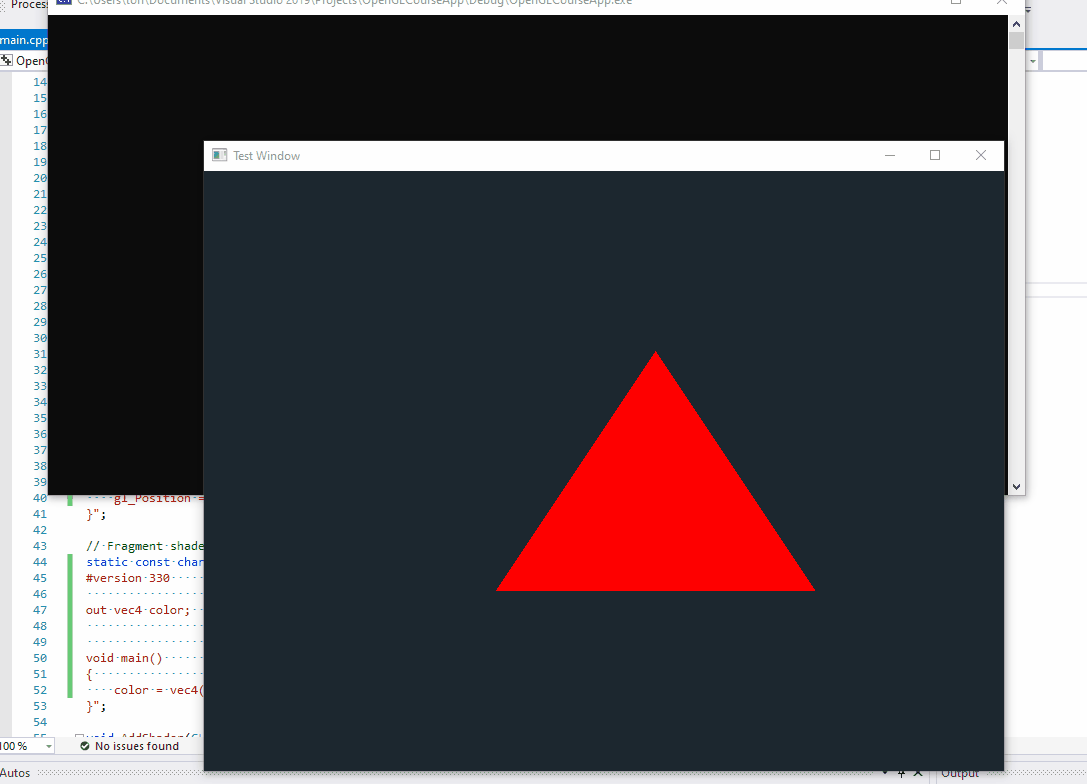 Process
C:\Users\tori\Documents\Visual Studio 2019\Projects\OpenGLCourseApp\Debug\OpenGLCourseApp.exe
main.cpp
OpenG
Test Window
14
15
16
17
18
19
20
21
22
23
24
25
26
27
28
29
30
31
32
33
34
35
36
37
38
39
40 gl_Position =
41 }";
42
43 // Fragment shade
44 static const char
45 #version 330
46
47 out vec4 color;
48
49
50 void main()
51 {
52 color = vec4(
53 }";
54
55 void AddShader(
100 % No issues found
Autos Output